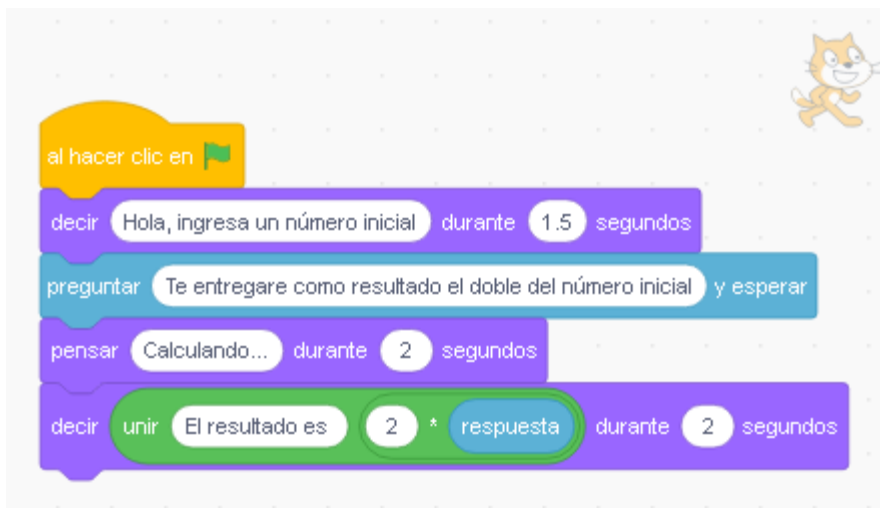 al hacer clic en
decir Hola, ingresa un número inicial durante 1.5 segundos
preguntar Te entregare como resultado el doble del número inicial y esperar
pensar Calculando... durante 2 segundos
decir unir El resultado es 2 * respuesta durante 2 segundos